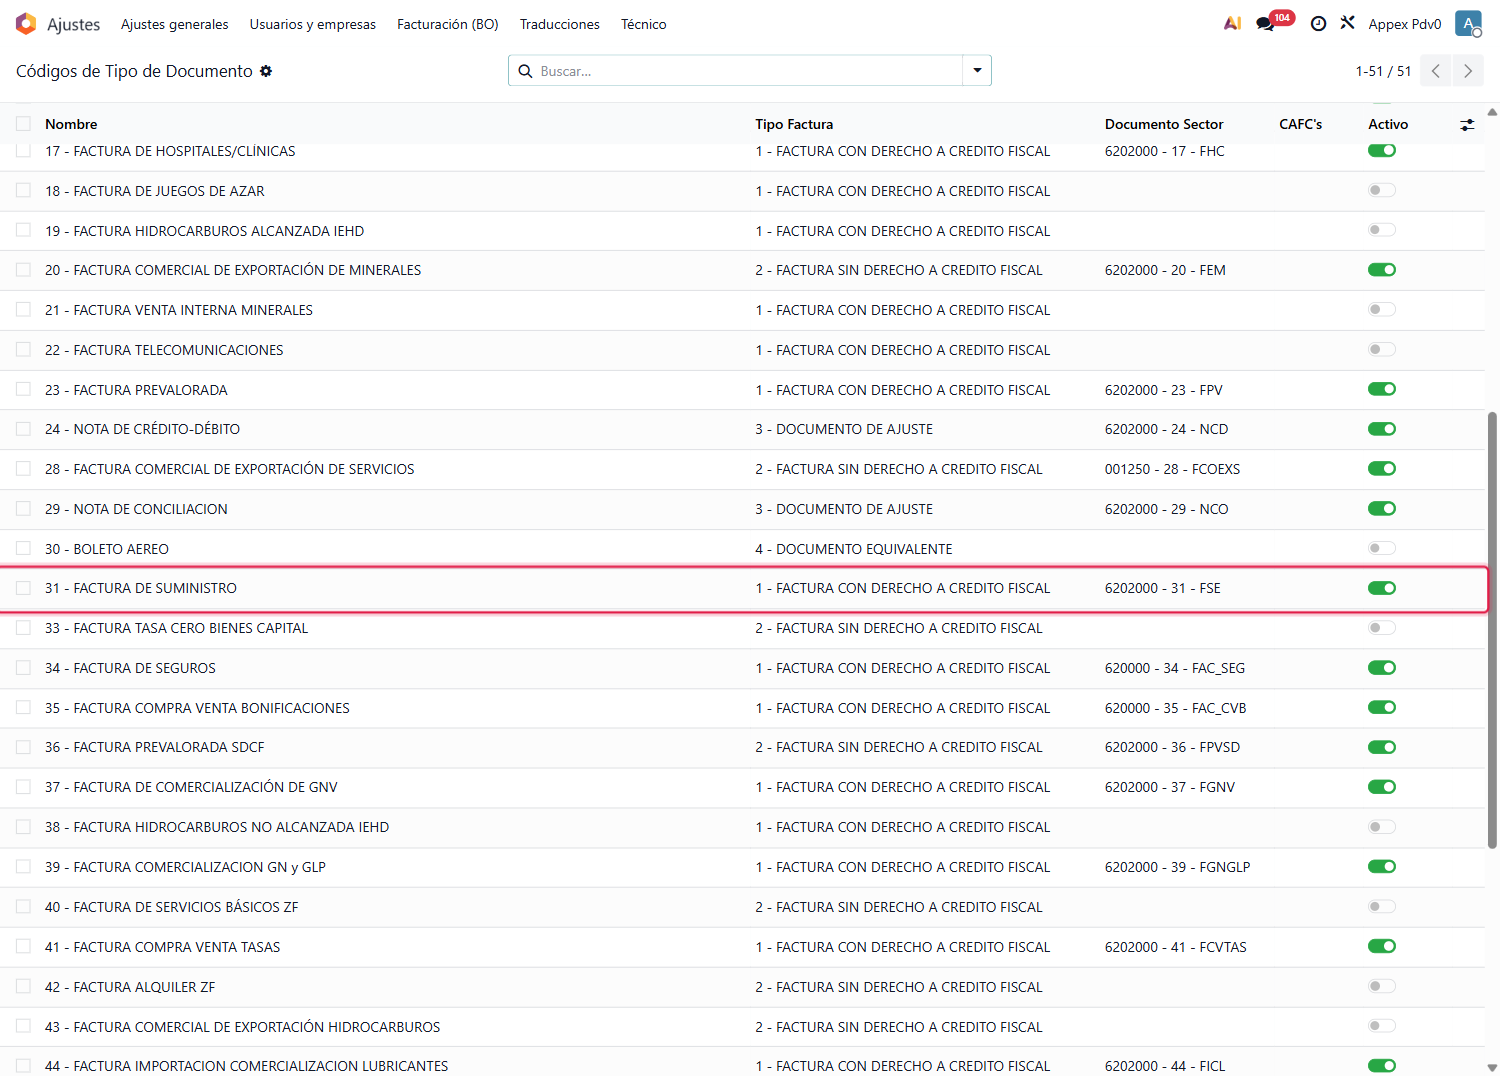 Ajustes Ajustes generales Usuarios y empresas Facturación (BO) Traducciones Técnico AI 104 Appex Pdv0 A
Códigos de Tipo de Documento Buscar... 1-51 / 51
Nombre Tipo Factura Documento Sector CAFC's Activo
17 - FACTURA DE HOSPITALES/CLÍNICAS 1 - FACTURA CON DERECHO A CREDITO FISCAL 6202000 - 17 - FHC
18 - FACTURA DE JUEGOS DE AZAR 1 - FACTURA CON DERECHO A CREDITO FISCAL
19 - FACTURA HIDROCARBUROS ALCANZADA IEHD 1 - FACTURA CON DERECHO A CREDITO FISCAL
20 - FACTURA COMERCIAL DE EXPORTACIÓN DE MINERALES 2 - FACTURA SIN DERECHO A CREDITO FISCAL 6202000 - 20 - FEM
21 - FACTURA VENTA INTERNA MINERALES 1 - FACTURA CON DERECHO A CREDITO FISCAL
22 - FACTURA TELECOMUNICACIONES 1 - FACTURA CON DERECHO A CREDITO FISCAL
23 - FACTURA PREVALORADA 1 - FACTURA CON DERECHO A CREDITO FISCAL 6202000 - 23 - FPV
24 - NOTA DE CRÉDITO-DÉBITO 3 - DOCUMENTO DE AJUSTE 6202000 - 24 - NCD
28 - FACTURA COMERCIAL DE EXPORTACIÓN DE SERVICIOS 2 - FACTURA SIN DERECHO A CREDITO FISCAL 001250 - 28 - FCOEXS
29 - NOTA DE CONCILIACION 3 - DOCUMENTO DE AJUSTE 6202000 - 29 - NCO
30 - BOLETO AEREO 4 - DOCUMENTO EQUIVALENTE
31 - FACTURA DE SUMINISTRO 1 - FACTURA CON DERECHO A CREDITO FISCAL 6202000 - 31 - FSE
33 - FACTURA TASA CERO BIENES CAPITAL 2 - FACTURA SIN DERECHO A CREDITO FISCAL
34 - FACTURA DE SEGUROS 1 - FACTURA CON DERECHO A CREDITO FISCAL 620000 - 34 - FAC_SEG
35 - FACTURA COMPRA VENTA BONIFICACIONES 1 - FACTURA CON DERECHO A CREDITO FISCAL 620000 - 35 - FAC_CVB
36 - FACTURA PREVALORADA SDCF 2 - FACTURA SIN DERECHO A CREDITO FISCAL 6202000 - 36 - FPVSD
37 - FACTURA DE COMERCIALIZACIÓN DE GNV 1 - FACTURA CON DERECHO A CREDITO FISCAL 6202000 - 37 - FGNV
38 - FACTURA HIDROCARBUROS NO ALCANZADA IEHD 1 - FACTURA CON DERECHO A CREDITO FISCAL
39 - FACTURA COMERCIALIZACION GN y GLP 1 - FACTURA CON DERECHO A CREDITO FISCAL 6202000 - 39 - FGNGLP
40 - FACTURA DE SERVICIOS BÁSICOS ZF 2 - FACTURA SIN DERECHO A CREDITO FISCAL
41 - FACTURA COMPRA VENTA TASAS 1 - FACTURA CON DERECHO A CREDITO FISCAL 6202000 - 41 - FCVTAS
42 - FACTURA ALQUILER ZF 2 - FACTURA SIN DERECHO A CREDITO FISCAL
43 - FACTURA COMERCIAL DE EXPORTACIÓN HIDROCARBUROS 2 - FACTURA SIN DERECHO A CREDITO FISCAL
44 - FACTURA IMPORTACION COMERCIALIZACION LUBRICANTES 1 - FACTURA CON DERECHO A CREDITO FISCAL 6202000 - 44 - FICL